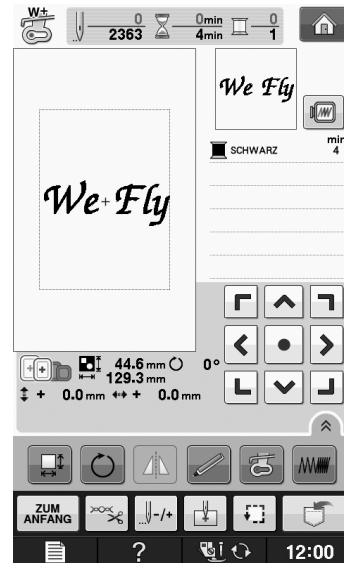 W+
0 0min 0
2363 4min 1
We Fly
SCHWARZ min 4
We Fly
44.6 mm 0°
129.3 mm
+ 0.0 mm + 0.0 mm
ZUM ANFANG
-/+
? 12:00